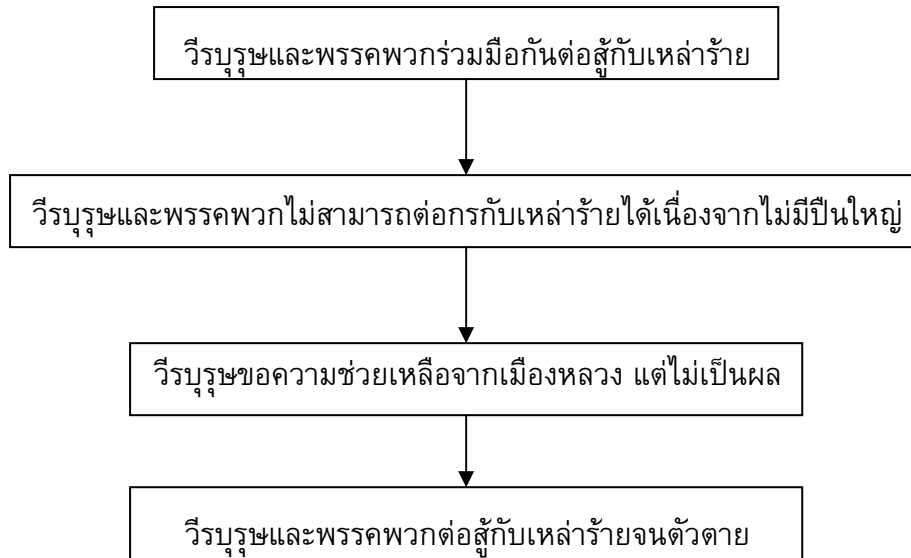 วีรบุรุษและพรรคพวกร่วมมือกันต่อสู้กับเหล่าร้าย
วีรบุรุษและพรรคพวกไม่สามารถต่อกรกับเหล่าร้ายได้เนื่องจากไม่มีปืนใหญ่
วีรบุรุษขอความช่วยเหลือจากเมืองหลวง แต่ไม่เป็นผล
วีรบุรุษและพรรคพวกต่อสู้กับเหล่าร้ายจนตัวตาย